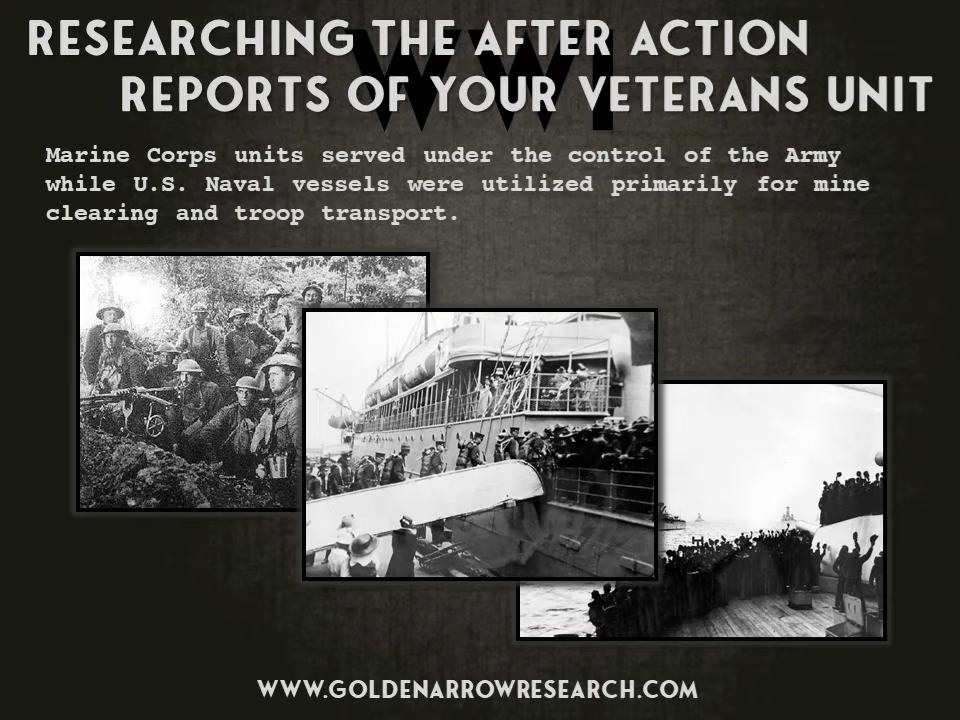 WWI
RESEARCHING THE AFTER ACTION
REPORTS OF YOUR VETERANS UNIT
Marine Corps units served under the control of the Army
while U.S. Naval vessels were utilized primarily for mine
clearing and troop transport.
WWW.GOLDENARROWRESEARCH.COM